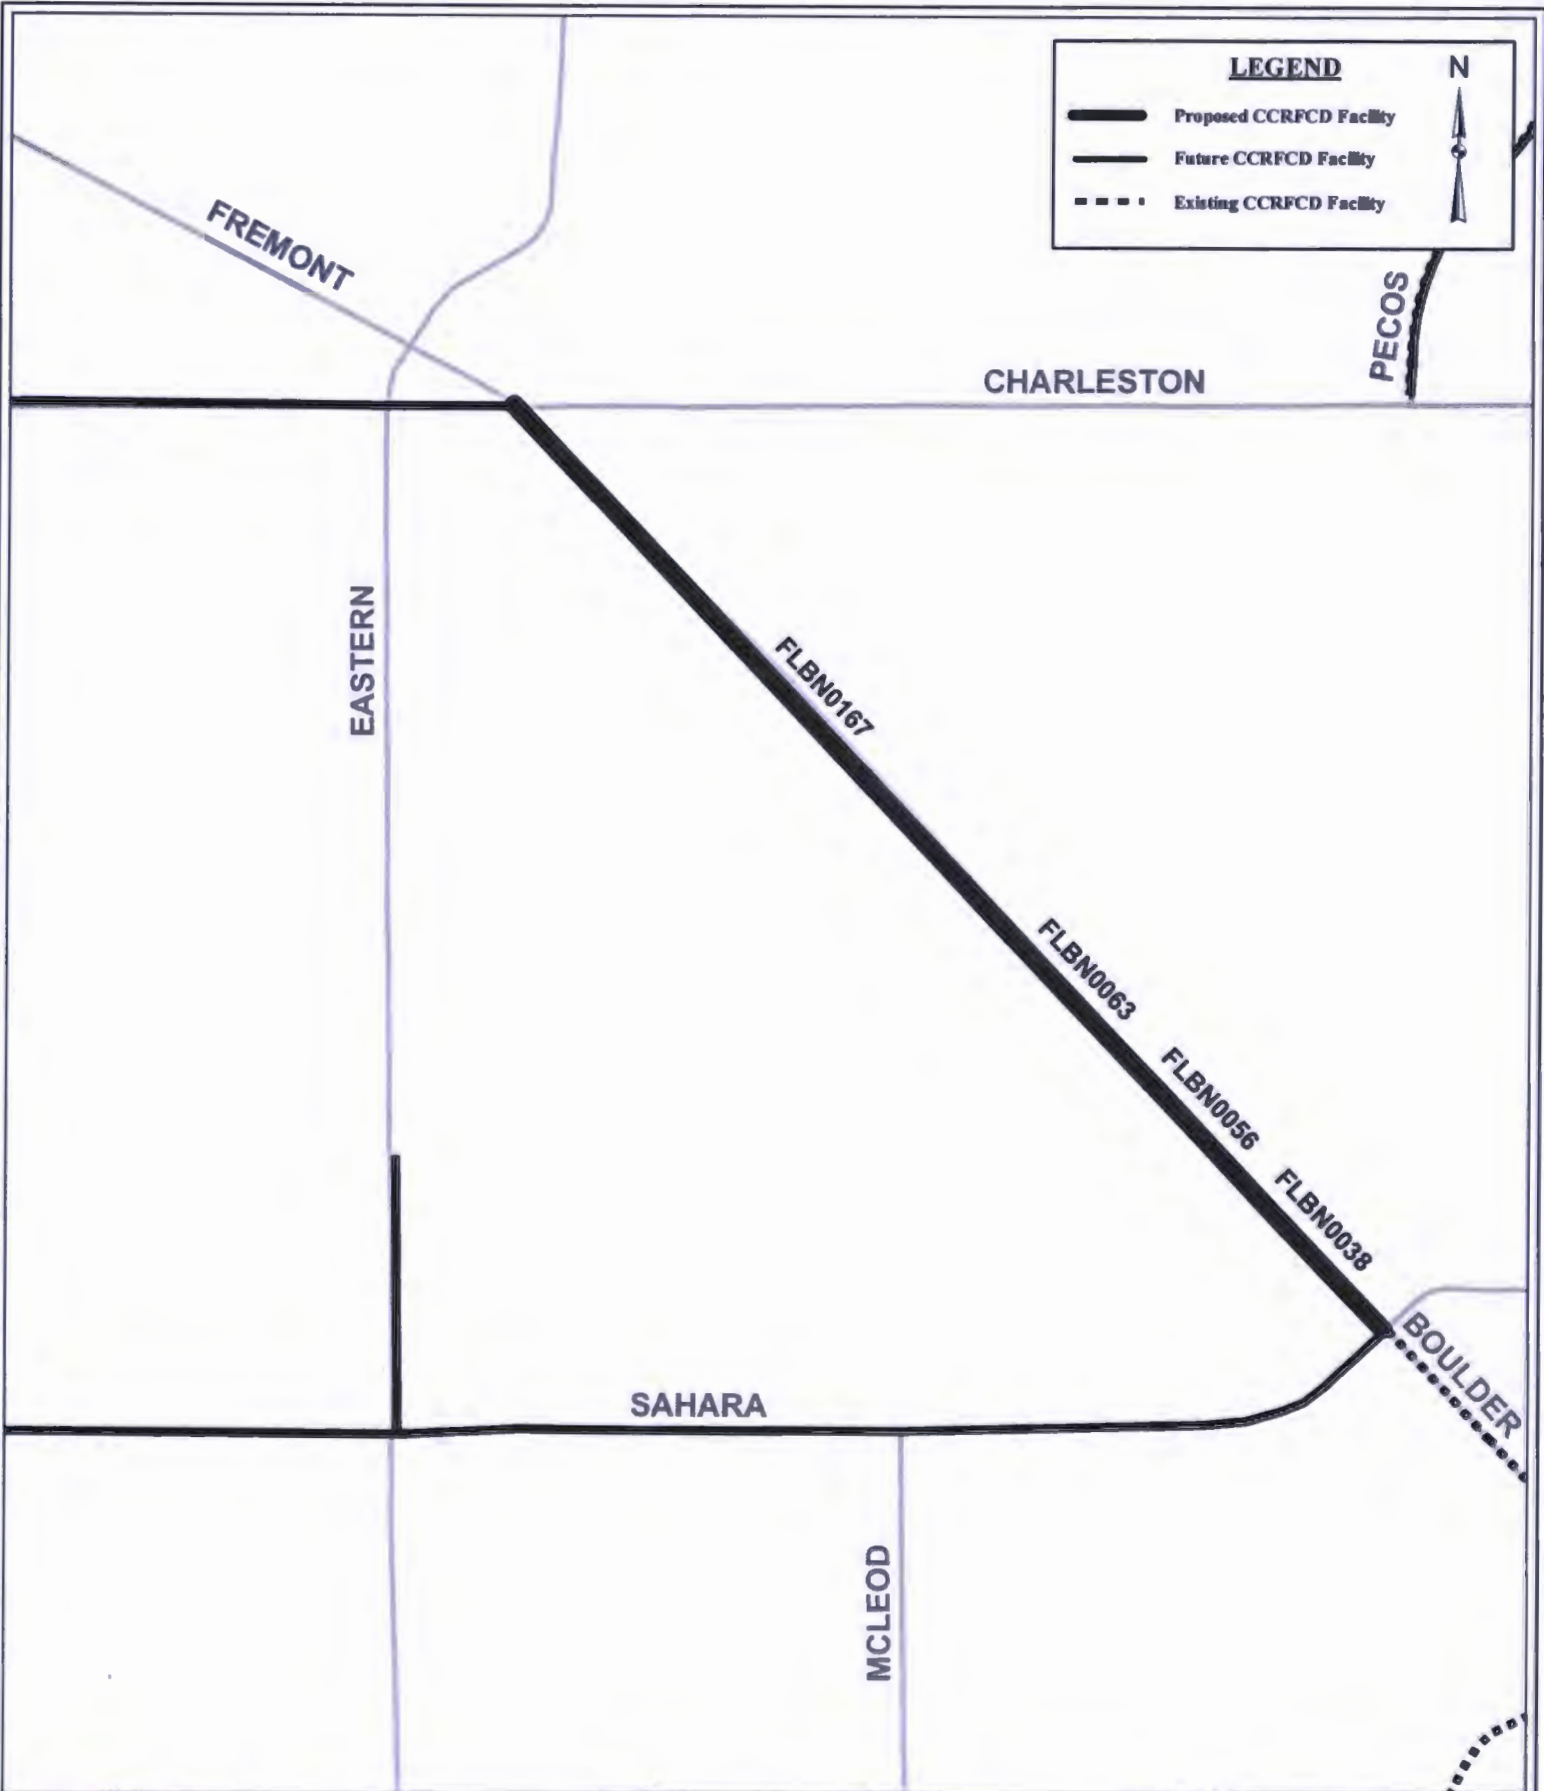 LEGEND
N
Proposed CCRFCD Facility
Future CCRFCD Facility
Existing CCRFCD Facility
FREMONT
PECOS
CHARLESTON
EASTERN
FLBN0167
FLBN0063
FLBN0056
FLBN0038
BOULDER
SAHARA
MCLEOD